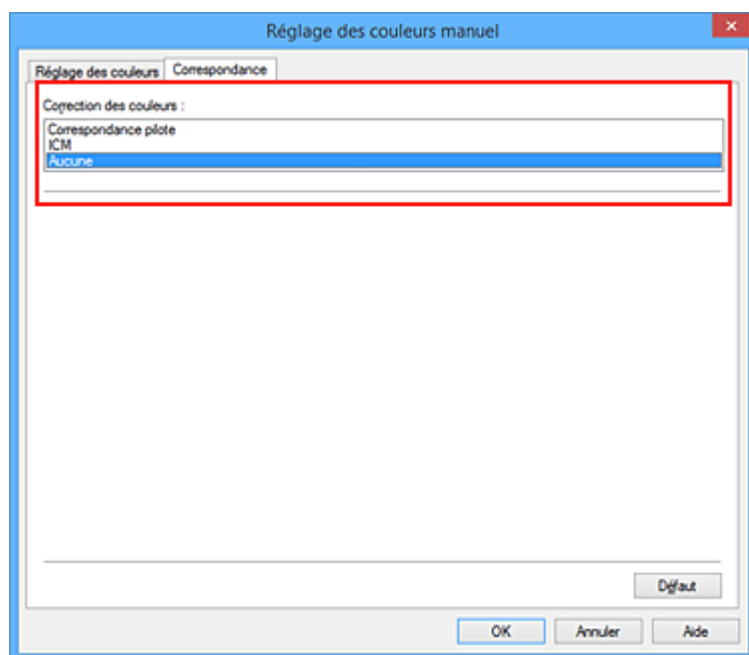 Réglage des couleurs manuel
Réglage des couleurs Correspondance
Correction des couleurs :
Correspondance pilote
ICM
Aucune
Défaut
OK Annuler Aide